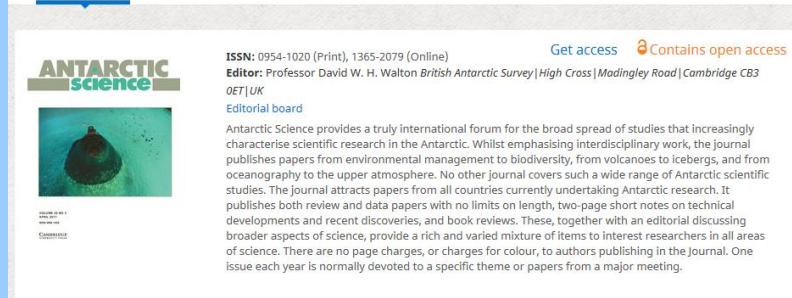 Get access
Contains open access
ANTARCTIC
science
ISSN: 0954-1020 (Print), 1365-2079 (Online)
Editor: Professor David W. H. Walton British Antarctic Survey|High Cross|Madingley Road|Cambridge CB3
0ET|UK
Editorial board
Antarctic Science provides a truly international forum for the broad spread of studies that increasingly
characterise scientific research in the Antarctic. Whilst emphasising interdisciplinary work, the journal
publishes papers from environmental management to biodiversity, from volcanoes to icebergs, and from
oceanography to the upper atmosphere. No other journal covers such a wide range of Antarctic scientific
studies. The journal attracts papers from all countries currently undertaking Antarctic research. It
publishes both review and data papers with no limits on length, two-page short notes on technical
developments and recent discoveries, and book reviews. These, together with an editorial discussing
broader aspects of science, provide a rich and varied mixture of items to interest researchers in all areas
of science. There are no page charges, or charges for colour, to authors publishing in the Journal. One
issue each year is normally devoted to a specific theme or papers from a major meeting.
CAMBRIDGE